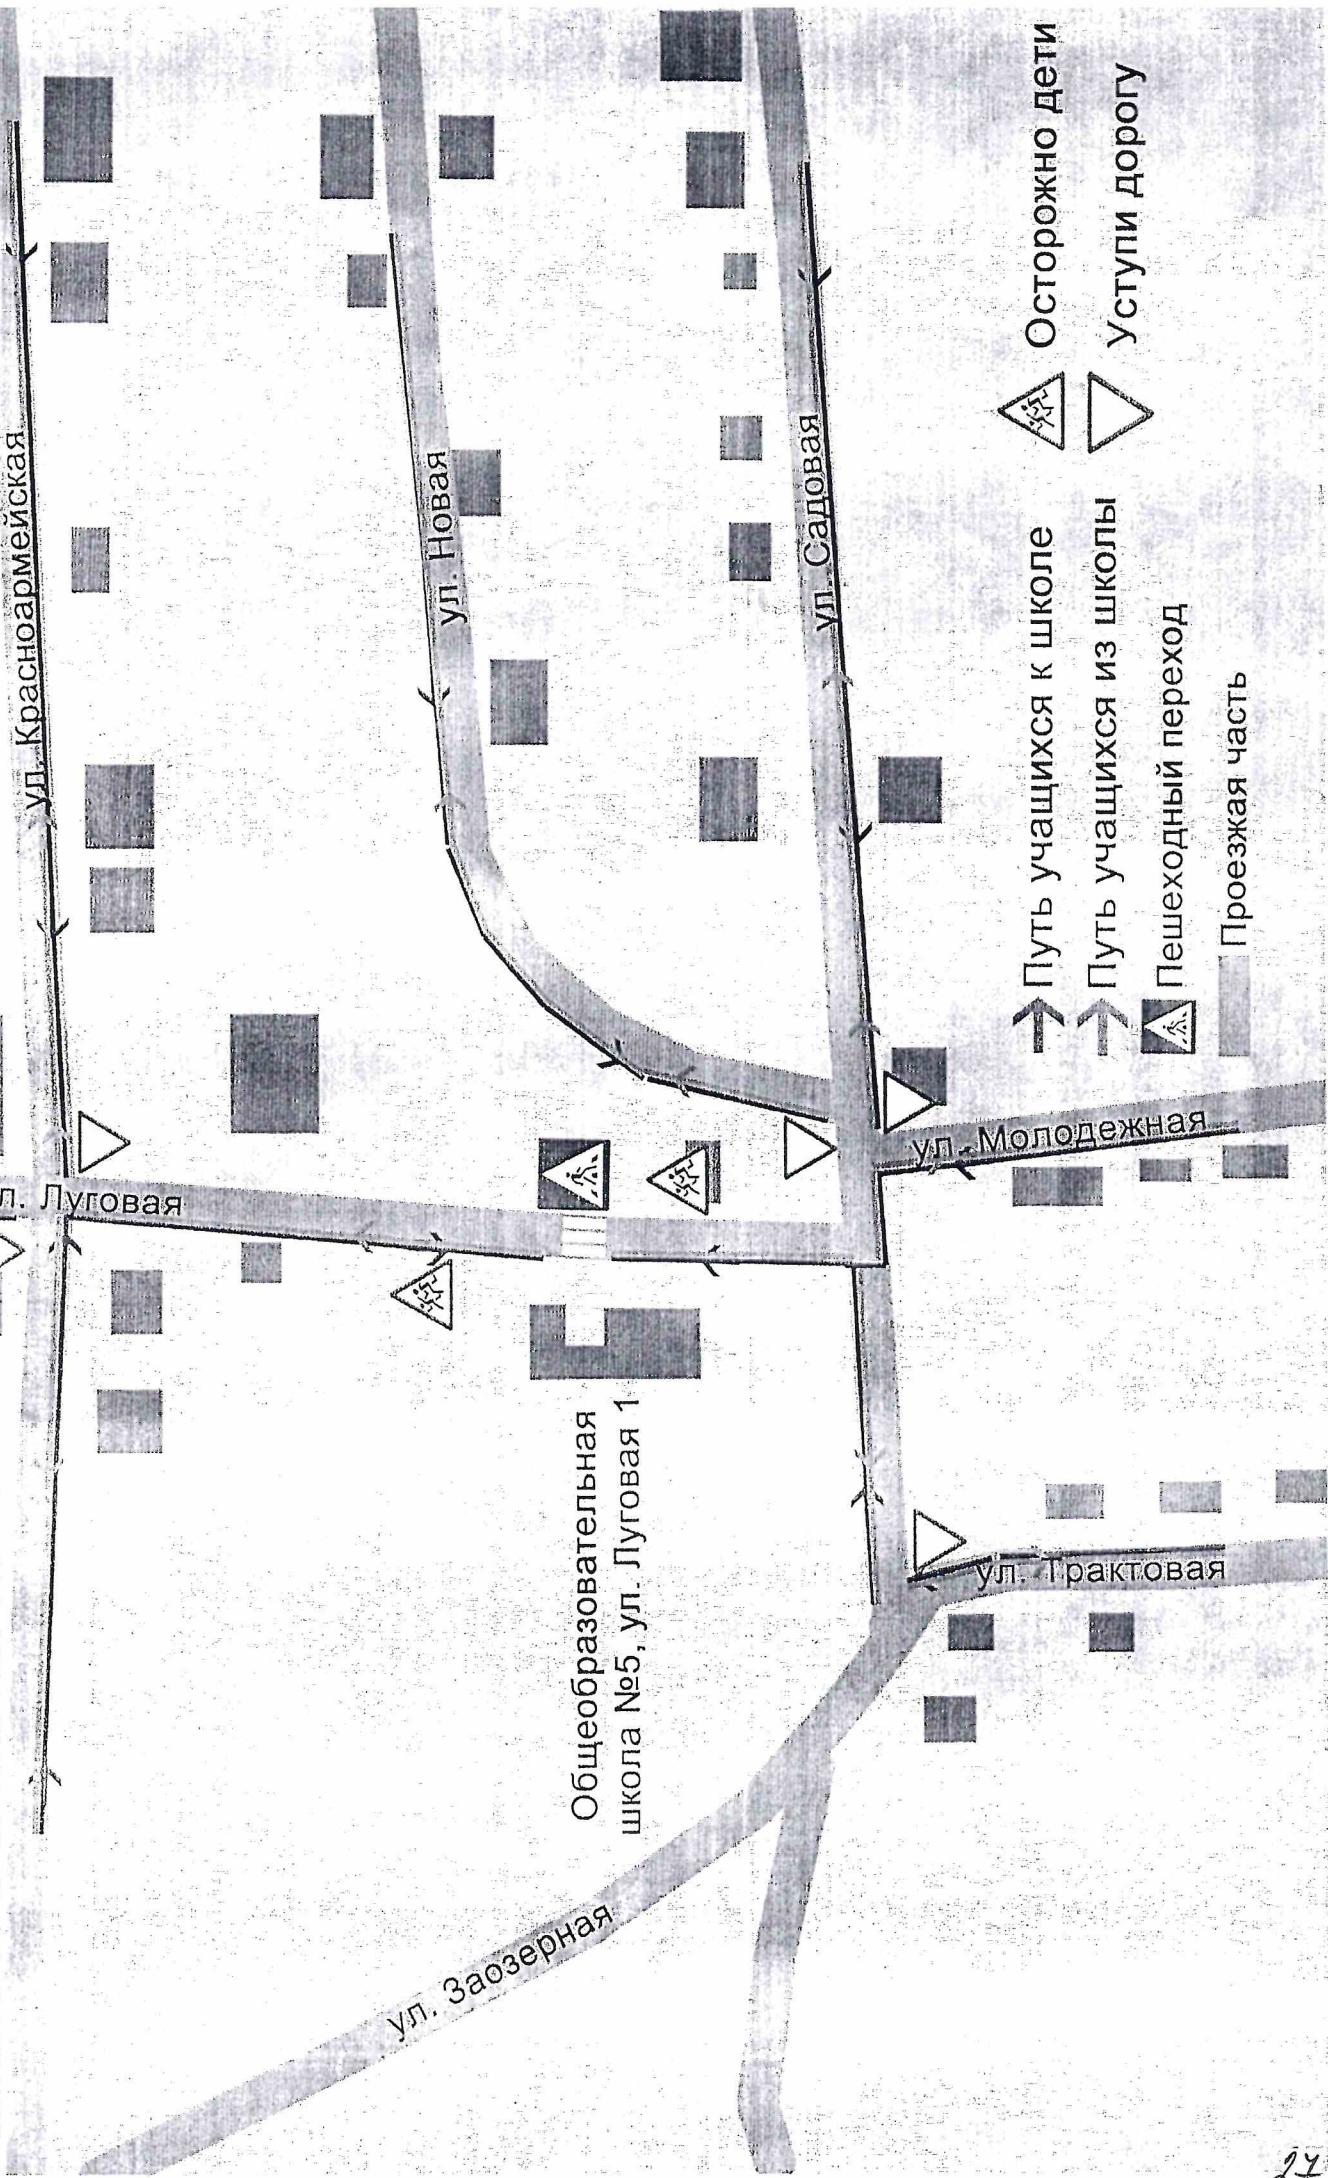 ул. Красноармейская
л. Луговая
ул. Новая
ул. Садовая
ул. Молодежная
ул. Трактовая
ул. Заозерная
Общеобразовательная
школа №5, ул. Луговая 1
Путь учащихся к школе
Путь учащихся из школы
Пешеходный переход
Проезжая часть
Осторожно дети
Уступи дорогу
27